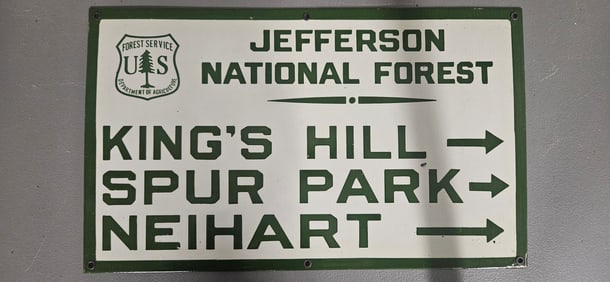 FOREST SERVICE
U S
DEPARTMENT OF AGRICULTURE
JEFFERSON
NATIONAL FOREST
KING'S HILL
SPUR PARK
NEIHART